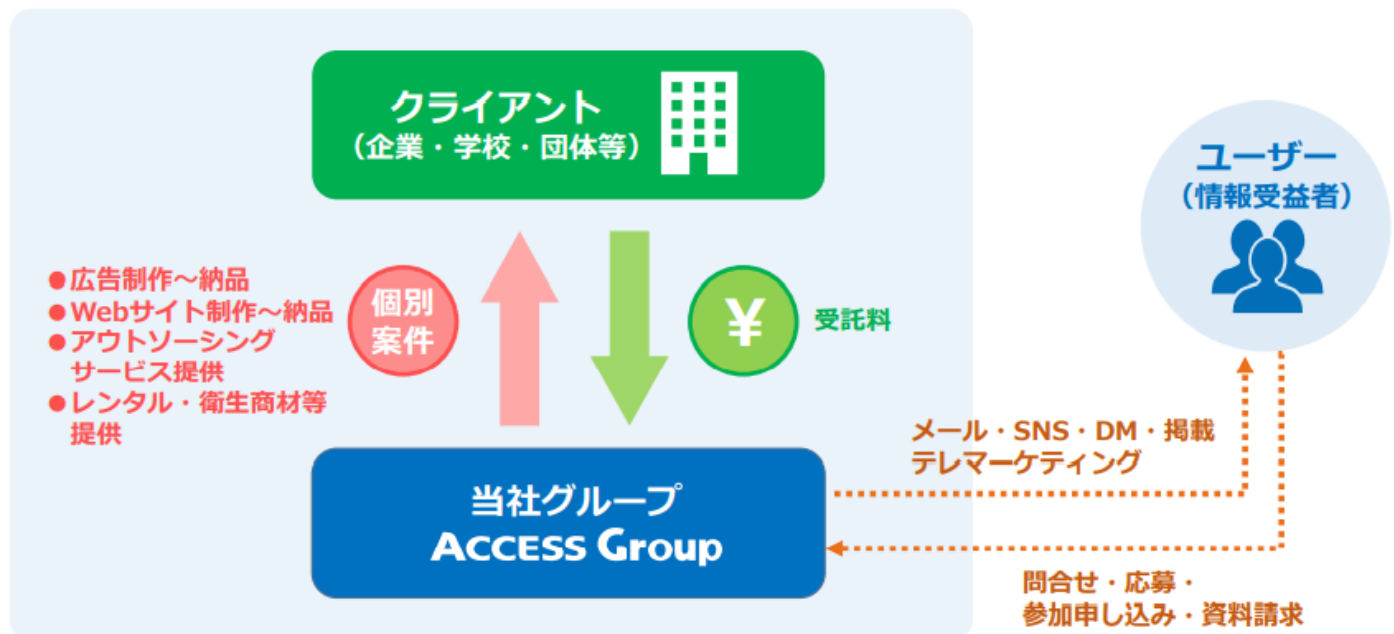 クライアント
（企業・学校・団体等）
ユーザー
（情報受益者）
●広告制作～納品
●Webサイト制作～納品
●アウトソーシング
サービス提供
●レンタル・衛生商材等
提供
個別
案件
¥
受託料
メール・SNS・DM・掲載
テレマーケティング
当社グループ
ACCESS Group
問合せ・応募・
参加申し込み・資料請求